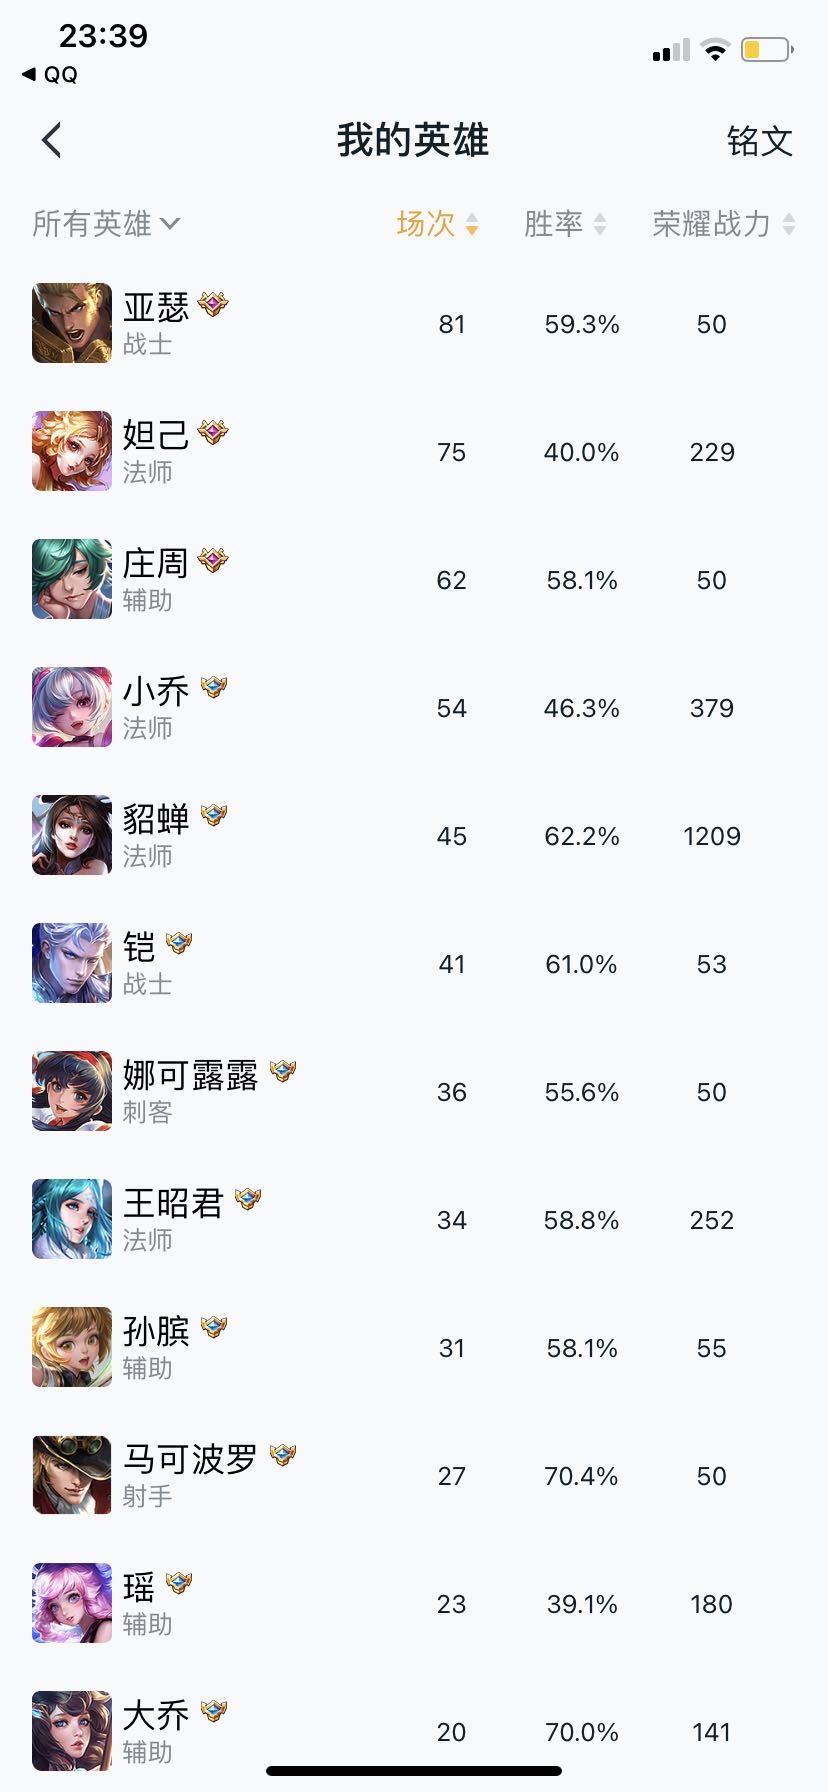 23:39
◀ QQ
我的英雄
铭文
所有英雄 场次 胜率 荣耀战力
亚瑟
战士
81 59.3% 50
妲己
法师
75 40.0% 229
庄周
辅助
62 58.1% 50
小乔
法师
54 46.3% 379
貂蝉
法师
45 62.2% 1209
铠
战士
41 61.0% 53
娜可露露
刺客
36 55.6% 50
王昭君
法师
34 58.8% 252
孙膑
辅助
31 58.1% 55
马可波罗
射手
27 70.4% 50
瑶
辅助
23 39.1% 180
大乔
辅助
20 70.0% 141